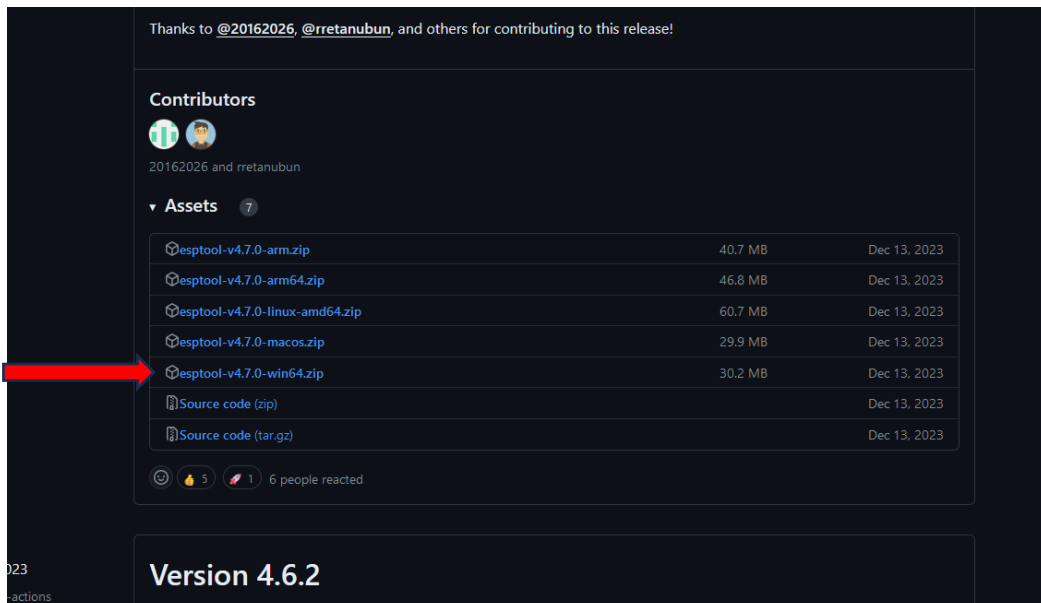 Thanks to @20162026, @rretanubun, and others for contributing to this release!
Contributors
20162026 and rretanubun
Assets 7
esptool-v4.7.0-arm.zip 40.7 MB Dec 13, 2023
esptool-v4.7.0-arm64.zip 46.8 MB Dec 13, 2023
esptool-v4.7.0-linux-amd64.zip 60.7 MB Dec 13, 2023
esptool-v4.7.0-macos.zip 29.9 MB Dec 13, 2023
esptool-v4.7.0-win64.zip 30.2 MB Dec 13, 2023
Source code (zip) Dec 13, 2023
Source code (tar.gz) Dec 13, 2023
5 1 6 people reacted
023
Version 4.6.2
-actions